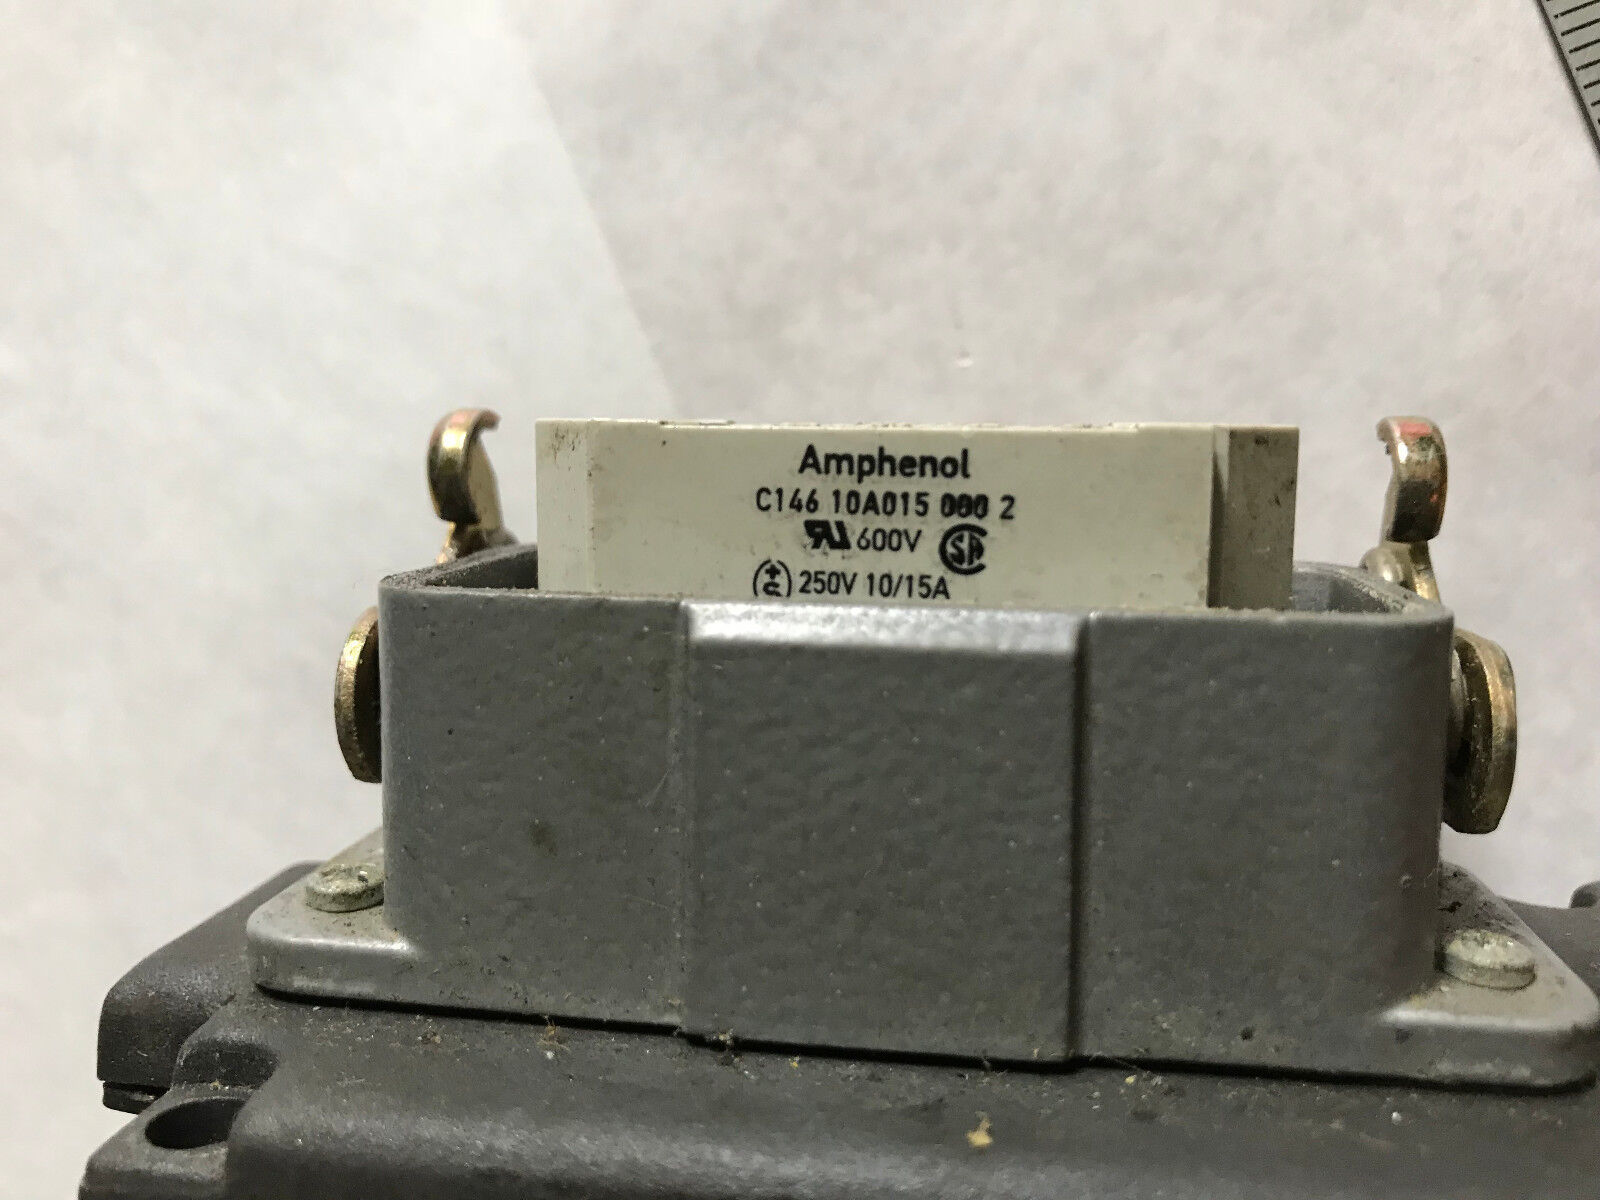 Amphenol
C146 10A015 000 2
600V
250V 10/15A